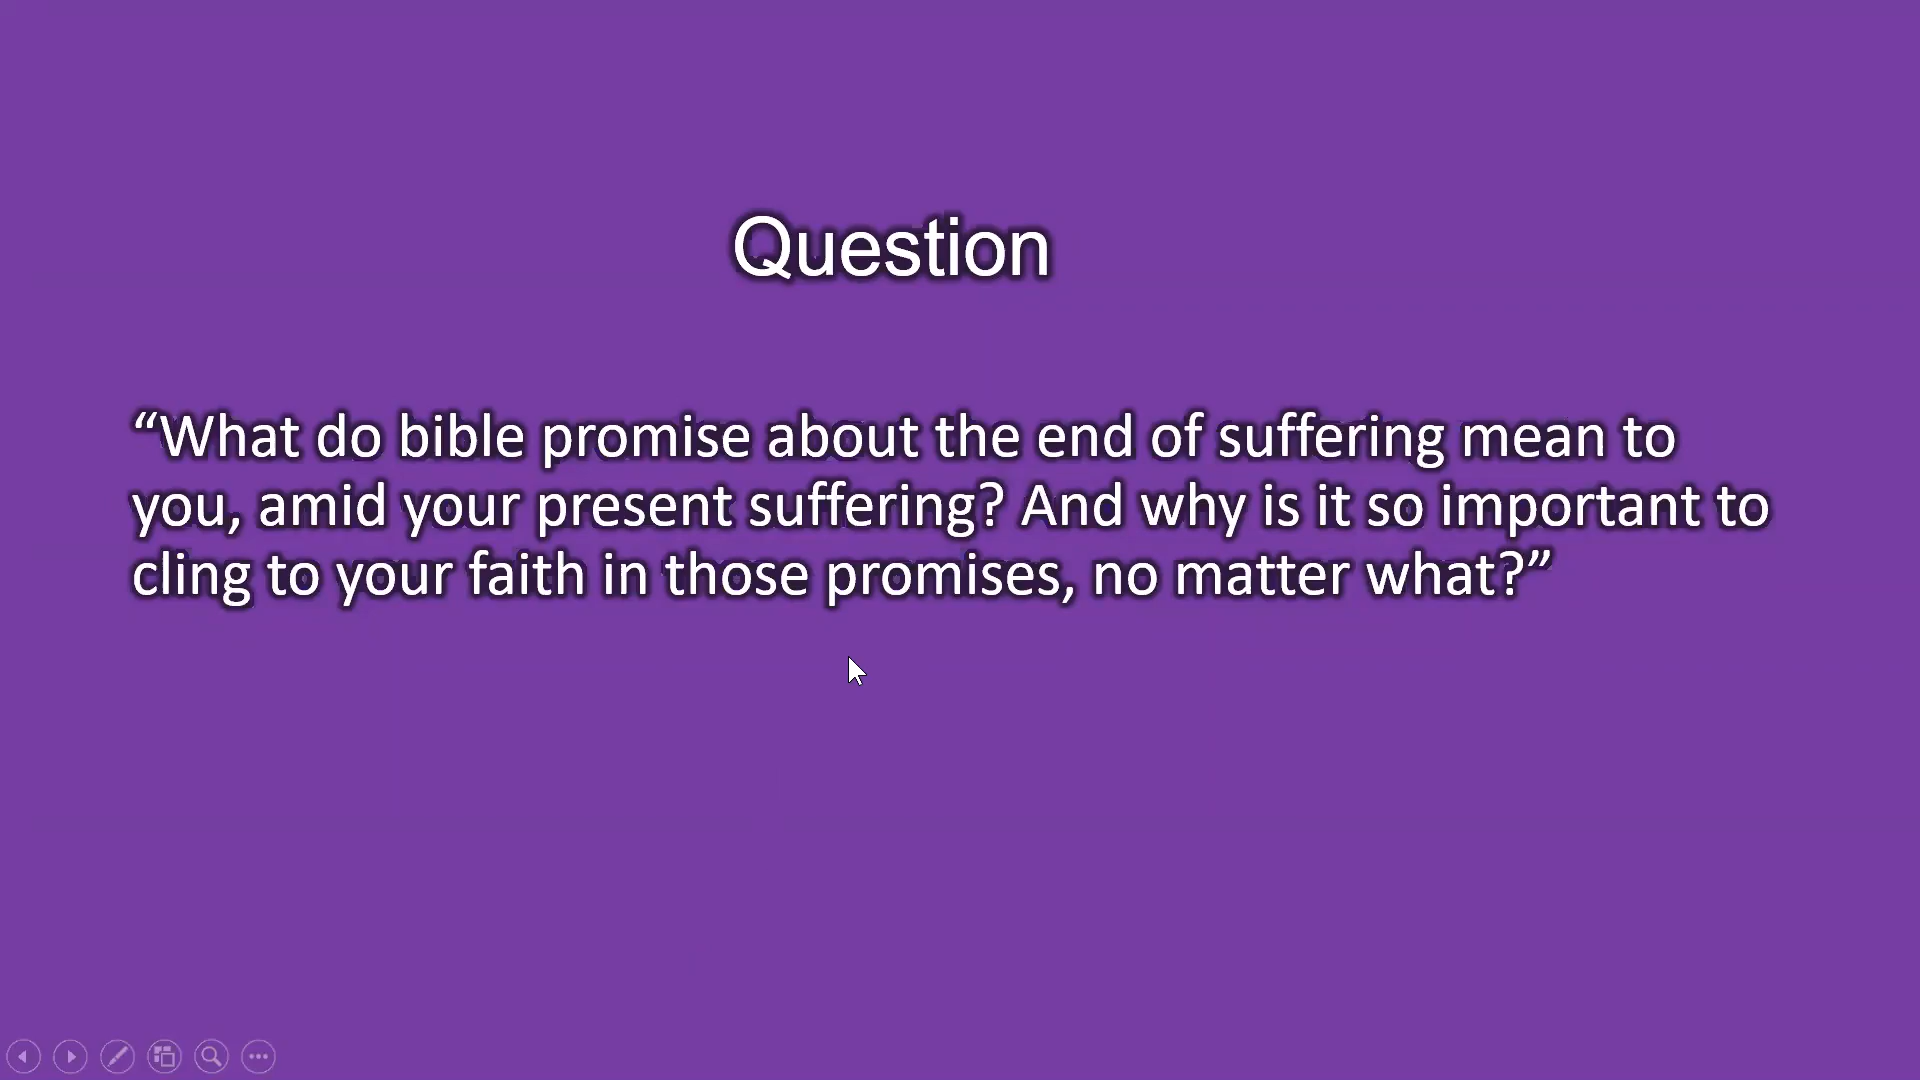 Question
“What do bible promise about the end of suffering mean to
you, amid your present suffering? And why is it so important to
cling to your faith in those promises, no matter what?”